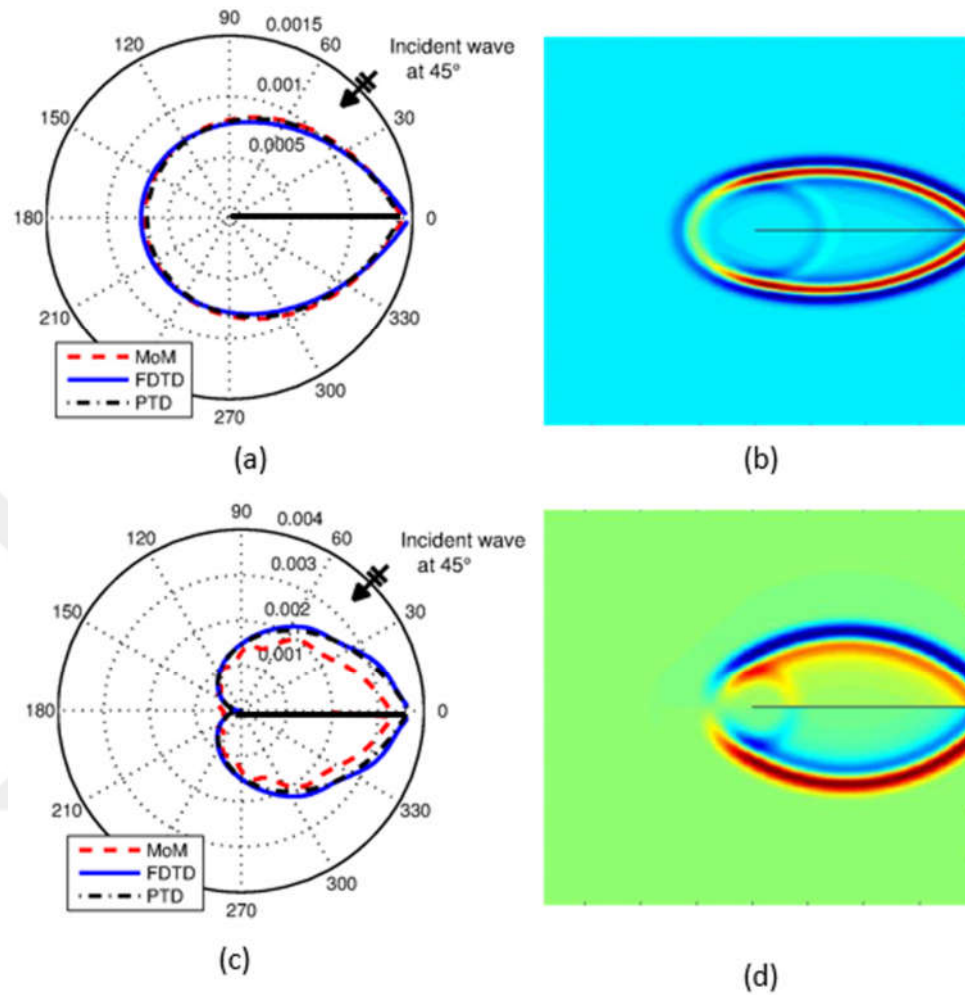 90
0.0015
120
60
Incident wave
at 45°
0.001
150
30
0.0005
180
0
210
330
MoM
FDTD
PTD
300
270
(a)
(b)
90
0.004
120
60
Incident wave
at 45°
0.003
150
30
0.002
0.001
180
0
210
330
MoM
FDTD
PTD
300
270
(c)
(d)